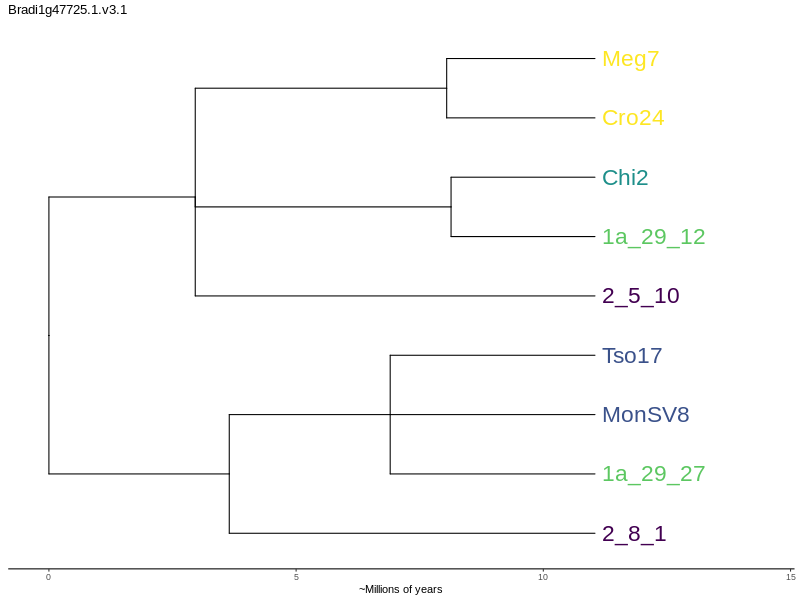 Bradi1g47725.1.v3.1
Meg7
Cro24
Chi2
1a_29_12
2_5_10
Tso17
MonSV8
1a_29_27
2_8_1
0 5 10 15
~Millions of years